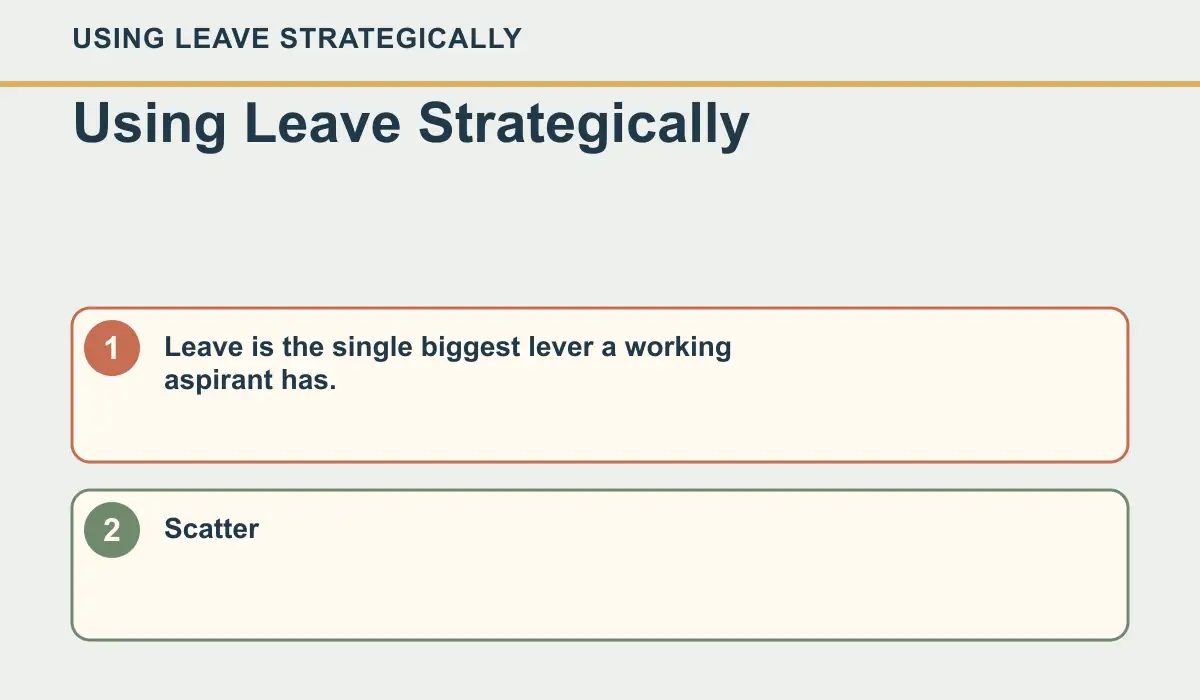 USING LEAVE STRATEGICALLY
Using Leave Strategically
1
Leave is the single biggest lever a working
aspirant has.
2
Scatter